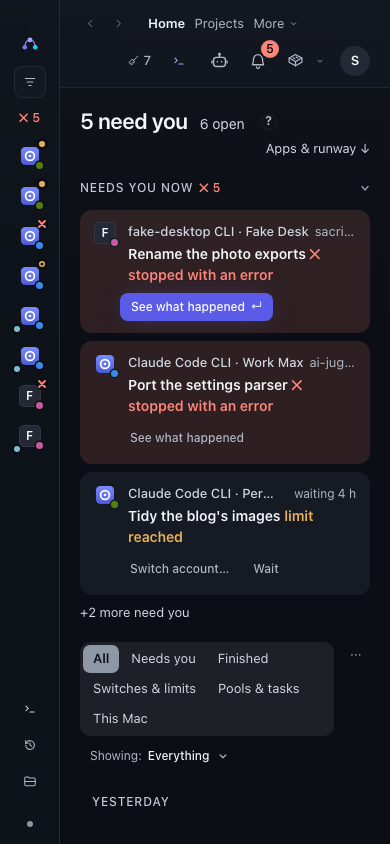 Home Projects More
7
5
S
5
5 need you 6 open ?
Apps & runway ↓
NEEDS YOU NOW 5
F
fake-desktop CLI · Fake Desk sacri...
Rename the photo exports
stopped with an error
See what happened
Claude Code CLI · Work Max ai-jug...
Port the settings parser
stopped with an error
See what happened
Claude Code CLI · Per... waiting 4 h
Tidy the blog's images limit
reached
Switch account... Wait
+2 more need you
F
F
All Needs you Finished
Switches & limits Pools & tasks
This Mac
Showing: Everything
YESTERDAY